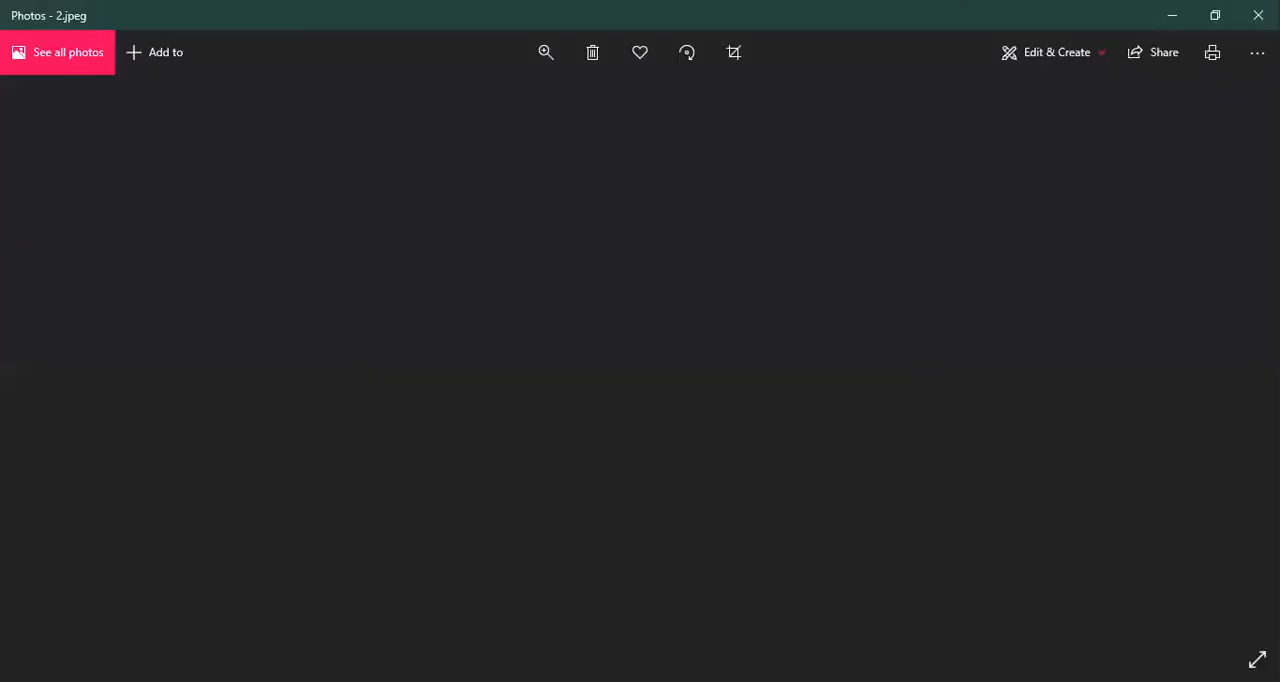 Photos - 2.jpeg
See all photos
Add to
Edit & Create
Share